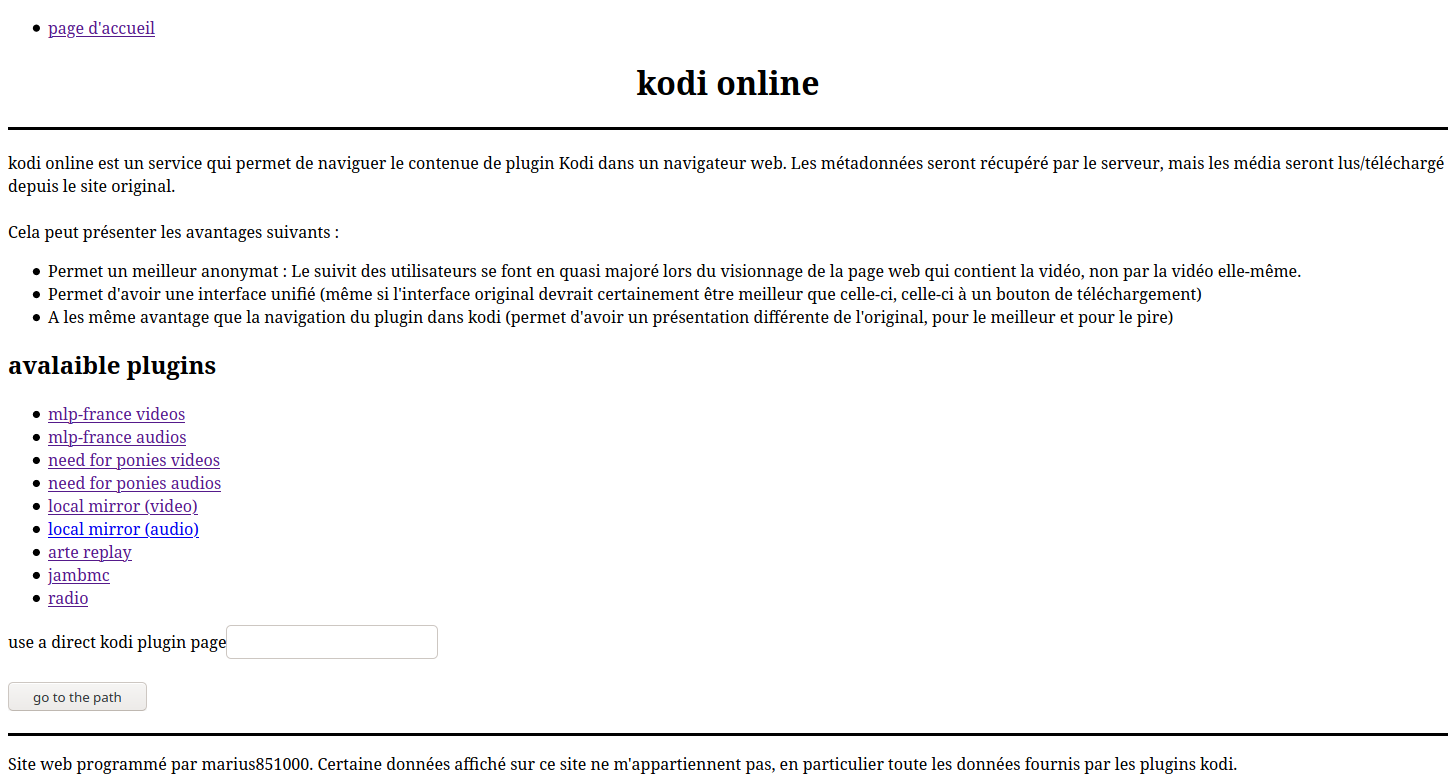 page d'accueil
kodi online
kodi online est un service qui permet de naviguer le contenue de plugin Kodi dans un navigateur web. Les métadonnées seront récupéré par le serveur, mais les média seront lus/téléchargé
depuis le site original.
Cela peut présenter les avantages suivants :
Permet un meilleur anonymat : Le suivit des utilisateurs se font en quasi majoré lors du visionnage de la page web qui contient la vidéo, non par la vidéo elle-même.
Permet d'avoir une interface unifié (même si l'interface original devrait certainement être meilleur que celle-ci, celle-ci à un bouton de téléchargement)
A les même avantage que la navigation du plugin dans kodi (permet d'avoir un présentation différente de l'original, pour le meilleur et pour le pire)
avalaible plugins
mlp-france videos
mlp-france audios
need for ponies videos
need for ponies audios
local mirror (video)
local mirror (audio)
arte replay
jambmc
radio
use a direct kodi plugin page
go to the path
Site web programmé par marius851000. Certaine données affiché sur ce site ne m'appartiennent pas, en particulier toute les données fournis par les plugins kodi.